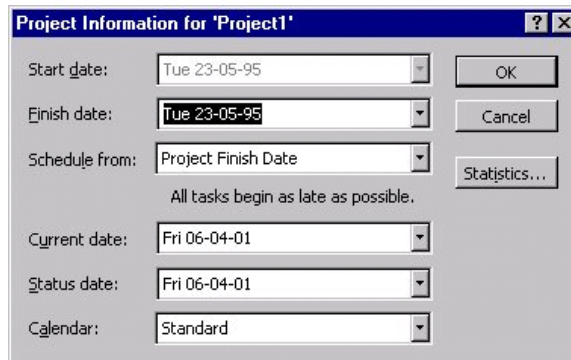 Project Information for 'Project1'
Start date: Tue 23-05-95 OK
Finish date: Tue 23-05-95 Cancel
Schedule from: Project Finish Date Statistics...
All tasks begin as late as possible.
Current date: Fri 06-04-01
Status date: Fri 06-04-01
Calendar: Standard